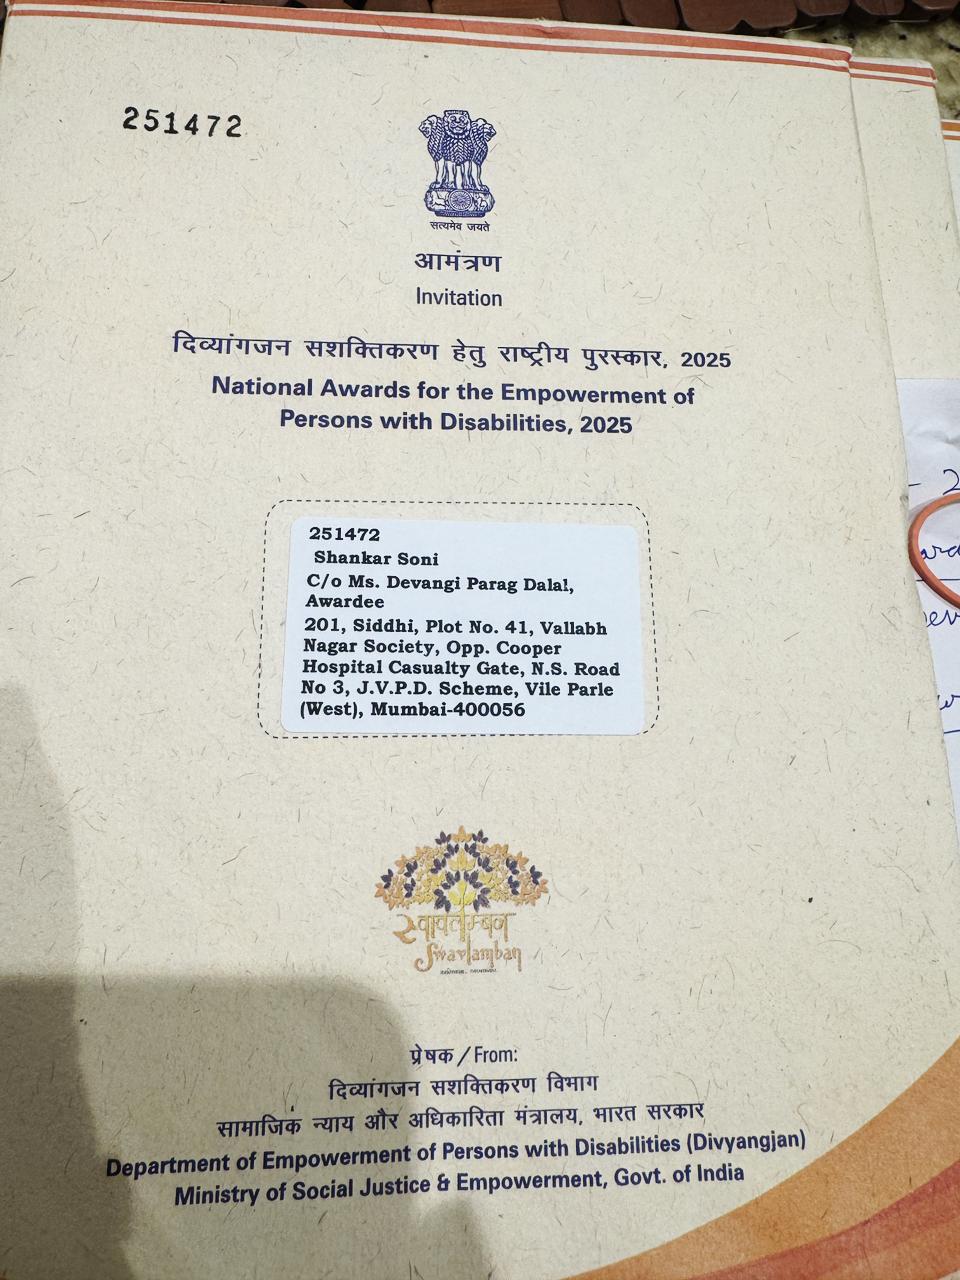 251472
सत्यमेव जयते
आमंत्रण
Invitation
दिव्यांगजन सशक्तिकरण हेतु राष्ट्रीय पुरस्कार, 2025
National Awards for the Empowerment of
Persons with Disabilities, 2025
251472
Shankar Soni
C/o Ms. Devangi Parag Dalal,
Awardee
201, Siddhi, Plot No. 41, Vallabh
Nagar Society, Opp. Cooper
Hospital Casualty Gate, N.S. Road
No 3, J.V.P.D. Scheme, Vile Parle
(West), Mumbai-400056
स्वावलम्बन
Swavlamban
प्रेषक / From:
दिव्यांगजन सशक्तिकरण विभाग
सामाजिक न्याय और अधिकारिता मंत्रालय, भारत सरकार
Department of Empowerment of Persons with Disabilities (Divyangjan)
Ministry of Social Justice & Empowerment, Govt. of India